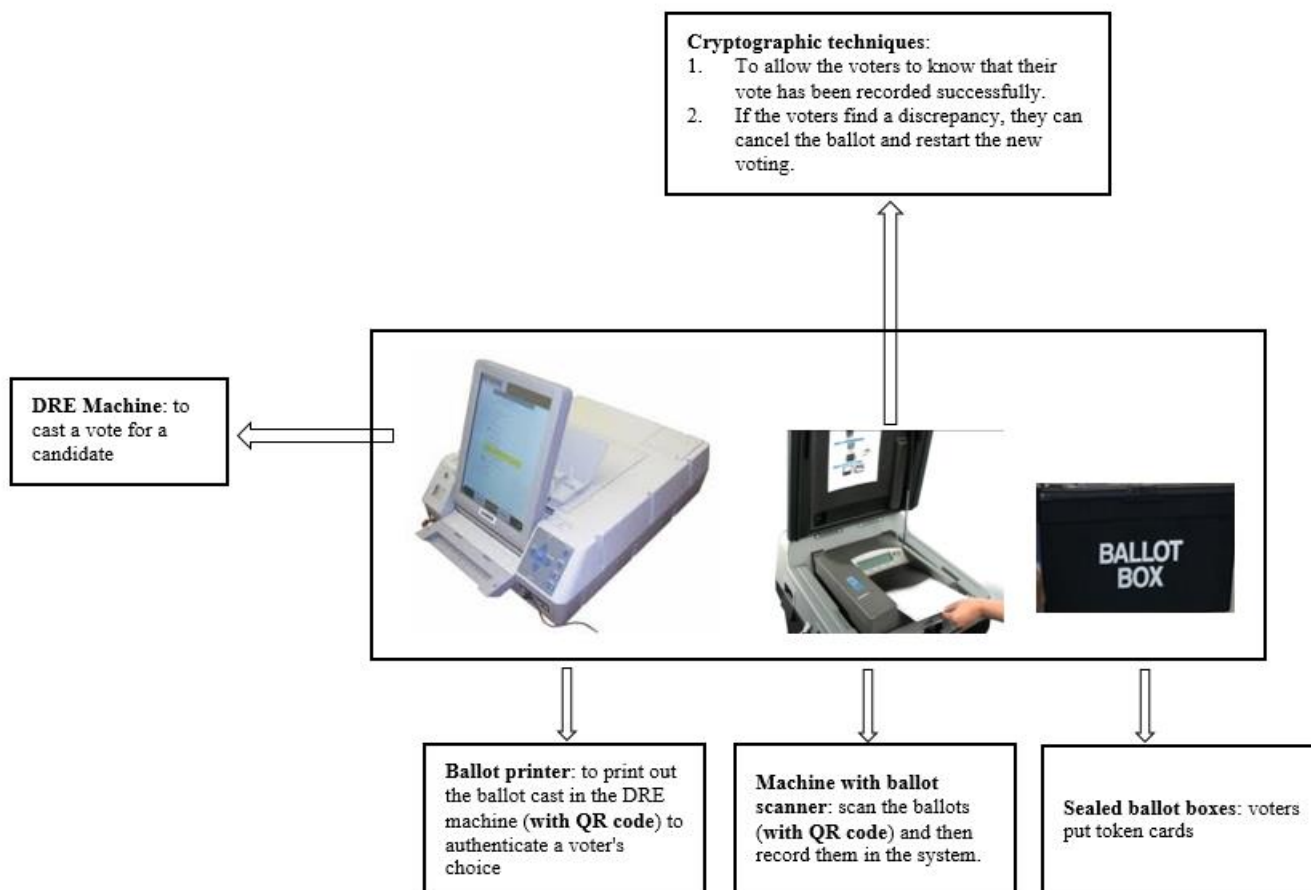 Cryptographic techniques:
1. To allow the voters to know that their
vote has been recorded successfully.
2. If the voters find a discrepancy, they can
cancel the ballot and restart the new
voting.
DRE Machine: to
cast a vote for a
candidate
BALLOT
BOX
Ballot printer: to print out
the ballot cast in the DRE
machine (with QR code) to
authenticate a voter's
choice
Machine with ballot
scanner: scan the ballots
(with QR code) and then
record them in the system.
Sealed ballot boxes: voters
put token cards